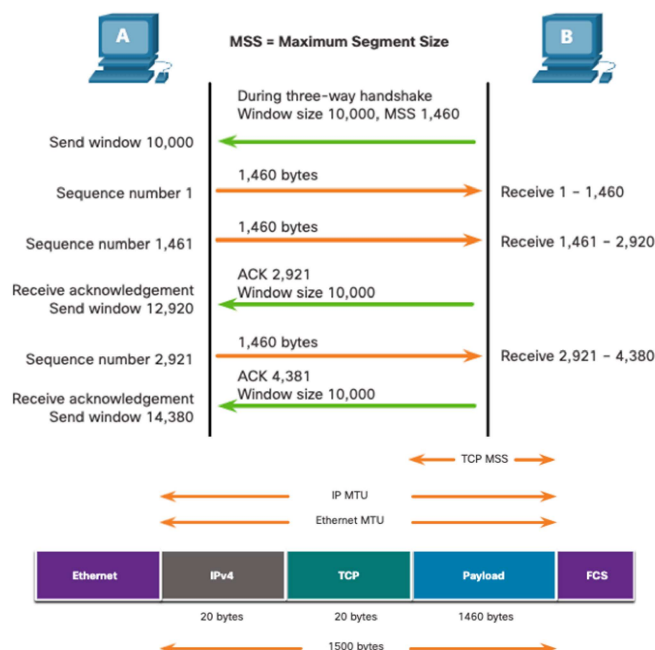 A
MSS = Maximum Segment Size
B
During three-way handshake
Window size 10,000, MSS 1,460
Send window 10,000
1,460 bytes
Sequence number 1
Receive 1 – 1,460
1,460 bytes
Sequence number 1,461
Receive 1,461 – 2,920
ACK 2,921
Window size 10,000
Receive acknowledgement
Send window 12,920
1,460 bytes
Sequence number 2,921
Receive 2,921 – 4,380
ACK 4,381
Window size 10,000
Receive acknowledgement
Send window 14,380
TCP MSS
IP MTU
Ethernet MTU
Ethernet
IPv4
TCP
Payload
FCS
20 bytes
20 bytes
1460 bytes
1500 bytes